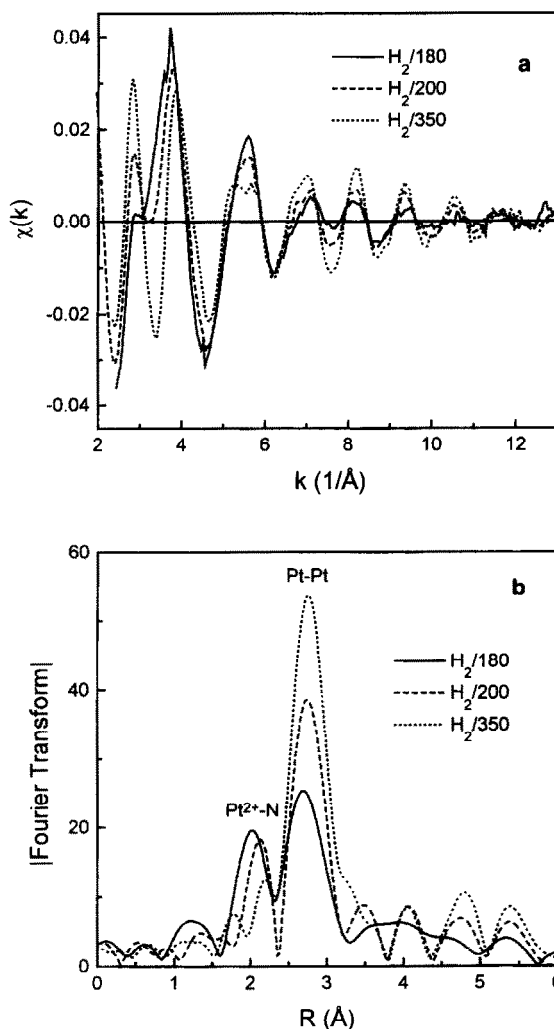 0.04
0.02
0.00
-0.02
-0.04
χ(k)
H₂/180
H₂/200
H₂/350
a
2 4 6 8 10 12
k (1/Å)
60
40
20
0
|Fourier Transform|
Pt-Pt
b
H₂/180
H₂/200
H₂/350
Pt²⁺-N
0 1 2 3 4 5 6
R (Å)